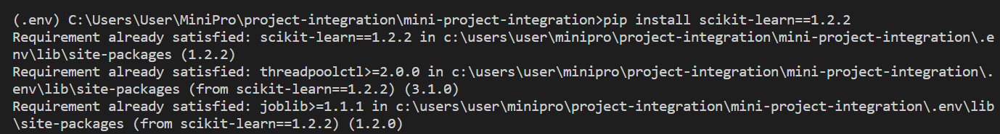 (.env) C:\Users\User\MiniPro\project-integration\mini-project-integration>pip install scikit-learn==1.2.2
Requirement already satisfied: scikit-learn==1.2.2 in c:\users\user\minipro\project-integration\mini-project-integration\.e
nv\lib\site-packages (1.2.2)
Requirement already satisfied: threadpoolctl>=2.0.0 in c:\users\user\minipro\project-integration\mini-project-integration\.
env\lib\site-packages (from scikit-learn==1.2.2) (3.1.0)
Requirement already satisfied: joblib>=1.1.1 in c:\users\user\minipro\project-integration\mini-project-integration\.env\lib
\site-packages (from scikit-learn==1.2.2) (1.2.0)